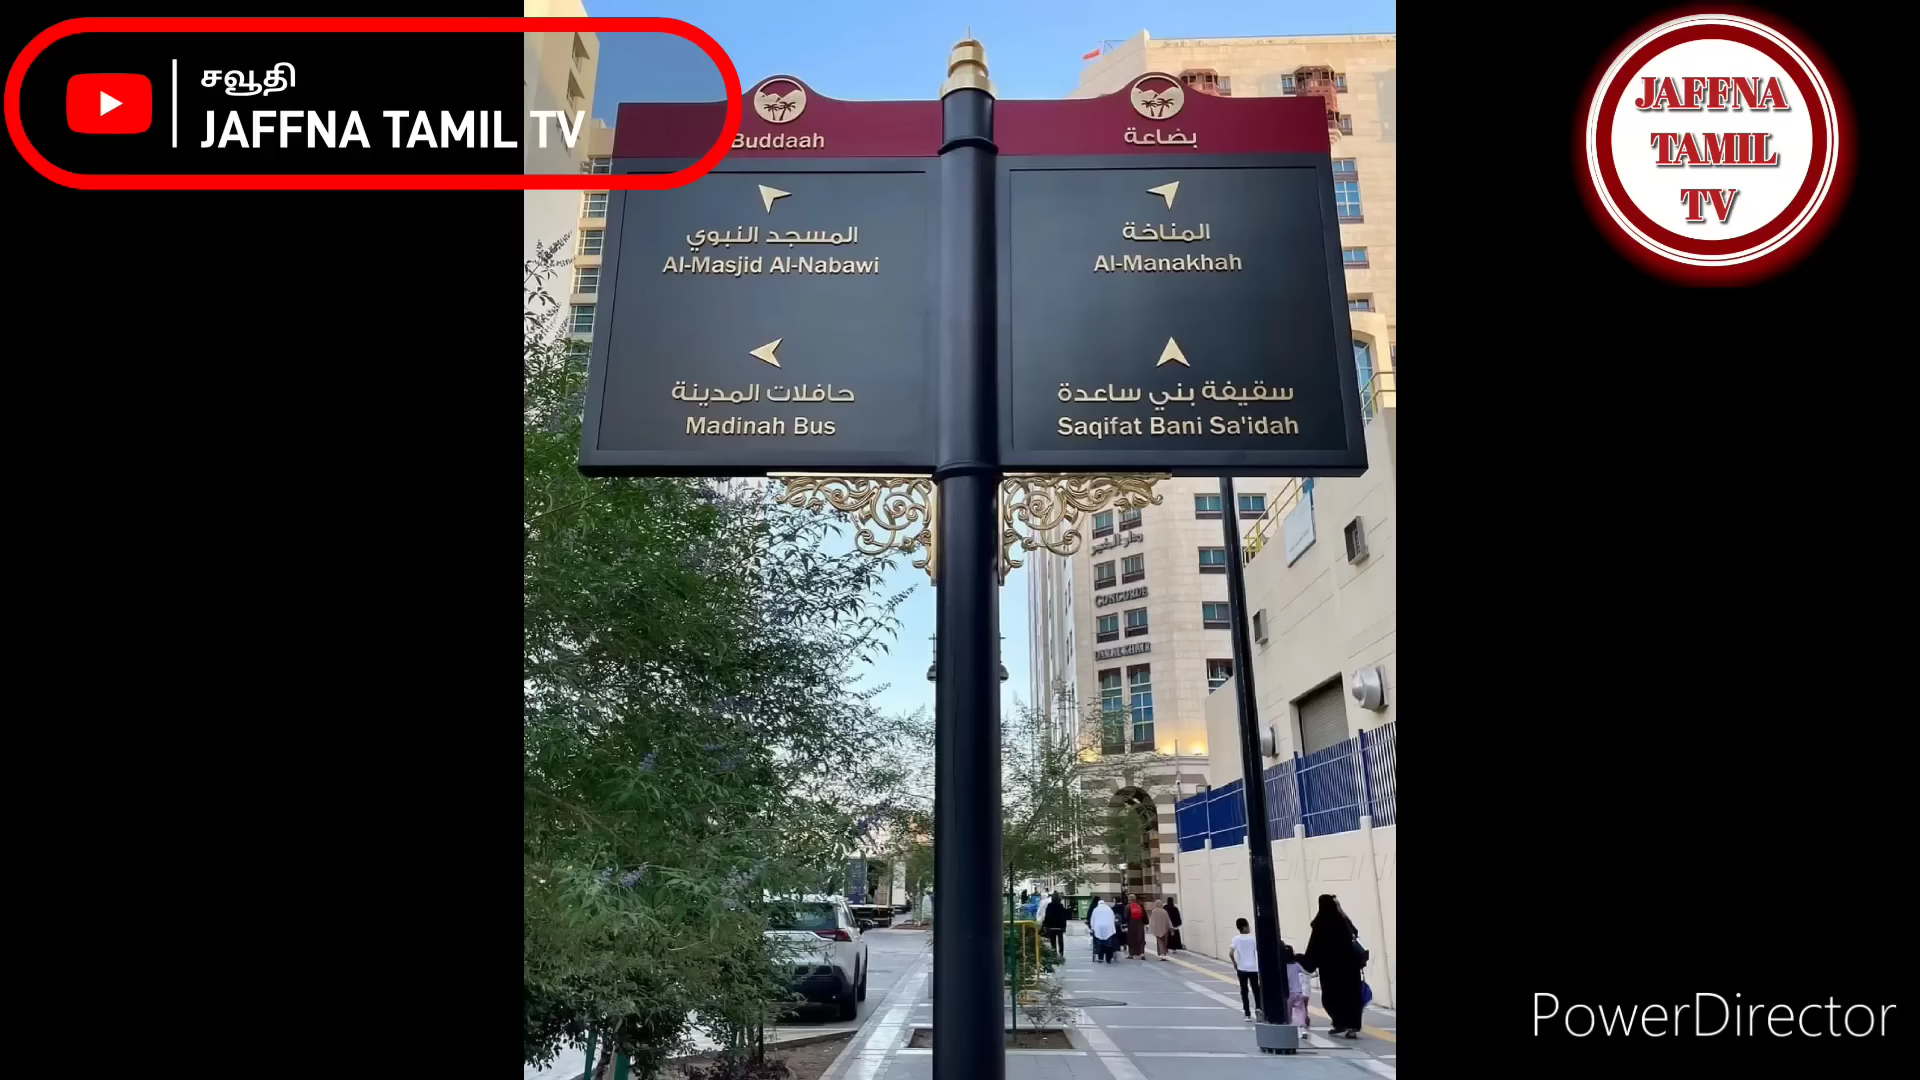 சவூதி
JAFFNA TAMIL TV
JAFFNA
TAMIL
TV
Buddaah
بضاعة
المسجد النبوي
Al-Masjid Al-Nabawi
المناخة
Al-Manakhah
حافلات المدينة
Madinah Bus
سقيفة بني ساعدة
Saqifat Bani Sa'idah
CONCORDE
PowerDirector